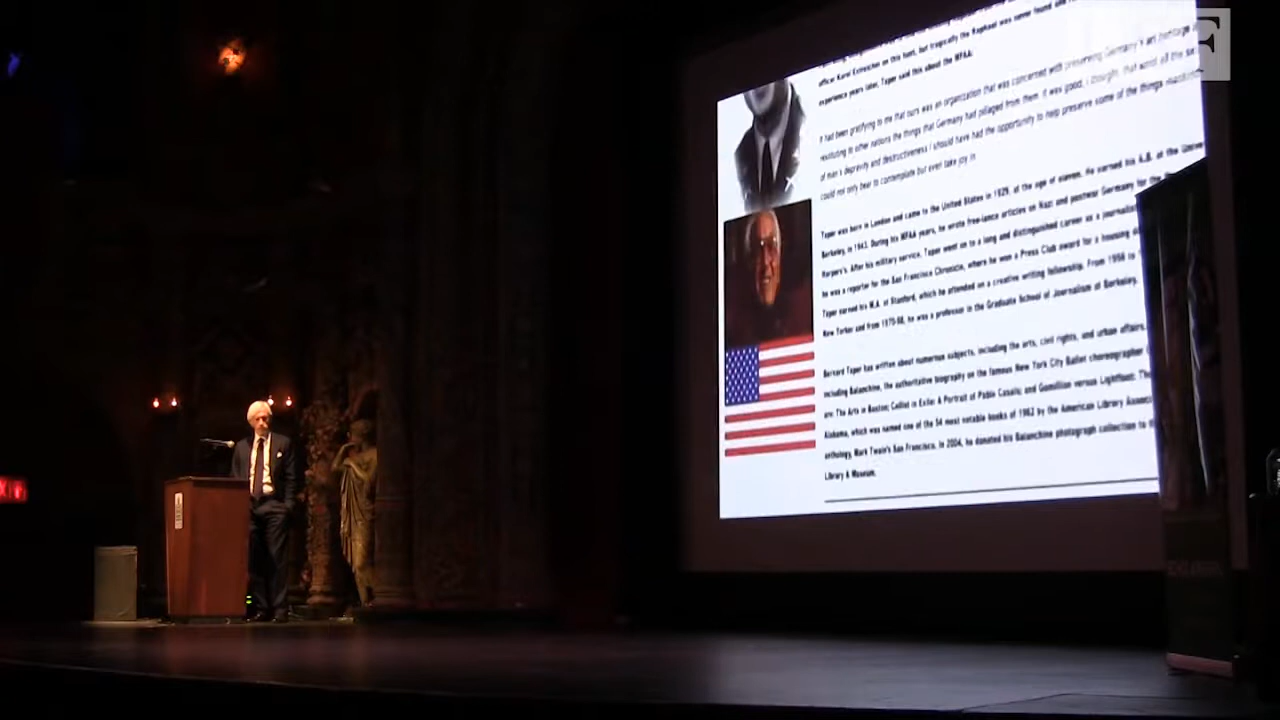 officer Karol Estreicher on this hunt, but tragically the Raphael was never found and
experience years later, Taper said this about the MFAA:
It had been gratifying to me that ours was an organization that was concerned with preserving Germany's art heritage
restituting to other nations the things that Germany had pillaged from them. It was good, I thought, that amid all the
of man's depravity and destructiveness I should have had the opportunity to help preserve some of the things mankind
could not only bear to contemplate but even take joy in
Taper was born in London and came to the United States in 1929, at the age of eleven. He earned his A.B. at the
Berkeley, in 1943. During his MFAA years, he wrote free-lance articles on Nazi and postwar Germany for the
Harper's. After his military service, Taper went on to a long and distinguished career as a journalist
he was a reporter for the San Francisco Chronicle, where he won a Press Club award for a housing
Taper earned his M.A. at Stanford, which he attended on a creative writing fellowship. From 1956 to
New Yorker and from 1970-98, he was a professor in the Graduate School of Journalism at Berkeley.
Bernard Taper has written about numerous subjects, including the arts, civil rights, and urban affairs.
including Balanchine, the authoritative biography on the famous New York City Ballet choreographer
are: The Arts in Boston; Cellist in Exile: A Portrait of Pablo Casals; and Gomillion versus Lightfoot: The
Alabama, which was named one of the 54 most notable books of 1962 by the American Library
anthology, Mark Twain's San Francisco. In 2004, he donated his Balanchine photograph collection to
Library & Museum.